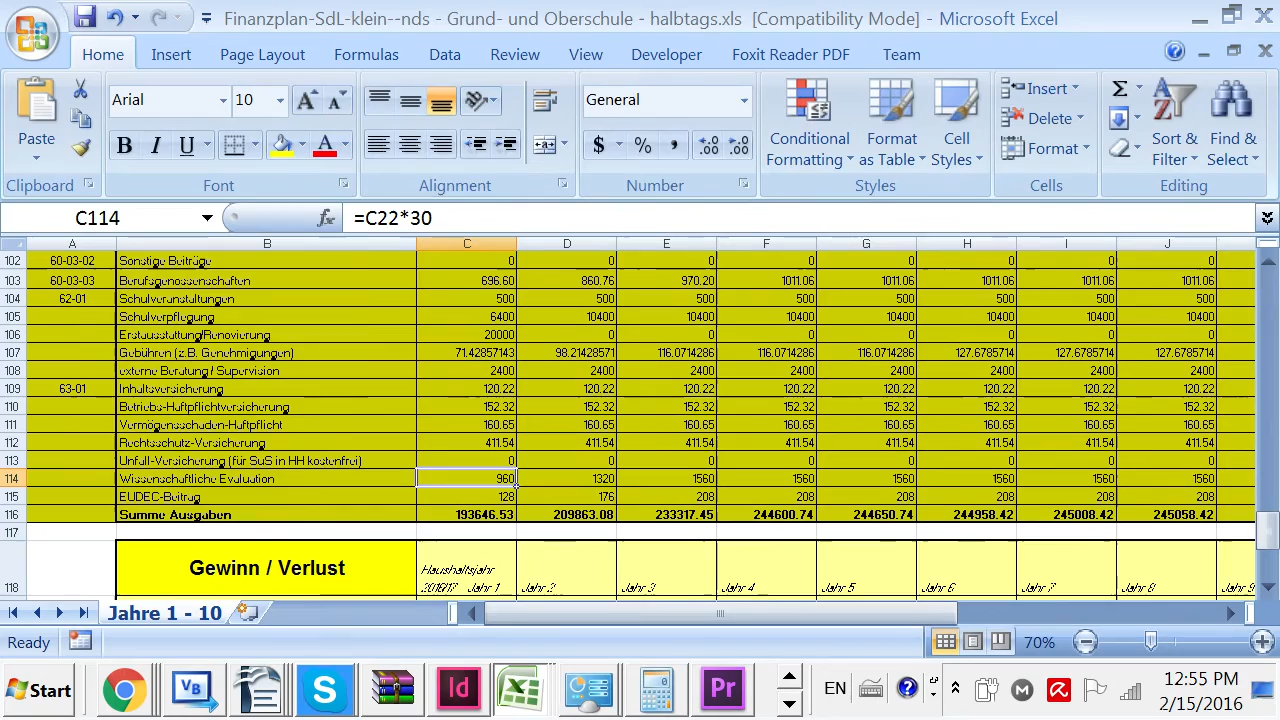 Finanzplan-SdL-klein--nds - Grund- und Oberschule - halbtags.xls [Compatibility Mode] - Microsoft Excel
Home Insert Page Layout Formulas Data Review View Developer Foxit Reader PDF Team
Paste Arial 10 General Conditional Formatting Format as Table Cell Styles Insert Delete Format Sort & Filter Find & Select
B I U A $ %
Clipboard Font Alignment Number Styles Cells Editing
C114 fx =C22*30
A B C D E F G H I J
102 60-03-02 Sonstige Beiträge 0 0 0 0 0 0 0 0
103 60-03-03 Berufsgenossenschaften 696.60 860.76 970.20 1011.06 1011.06 1011.06 1011.06 1011.06
104 62-01 Schulveranstaltungen 500 500 500 500 500 500 500 500
105 Schulverpflegung 6400 10400 10400 10400 10400 10400 10400 10400
106 Erstausstattung/Renovierung 20000 0 0 0 0 0 0 0
107 Gebühren (z.B. Genehmigungen) 71.42857143 98.21428571 116.0714286 116.0714286 116.0714286 127.6785714 127.6785714 127.6785714
108 externe Beratung / Supervision 2400 2400 2400 2400 2400 2400 2400 2400
109 63-01 Inhaltsversicherung 120.22 120.22 120.22 120.22 120.22 120.22 120.22 120.22
110 Betriebs-Haftpflichtversicherung 152.32 152.32 152.32 152.32 152.32 152.32 152.32 152.32
111 Vermögensschaden-Haftpflicht 160.65 160.65 160.65 160.65 160.65 160.65 160.65 160.65
112 Rechtsschutz-Versicherung 411.54 411.54 411.54 411.54 411.54 411.54 411.54 411.54
113 Unfall-Versicherung (für SuS in HH kostenfrei) 0 0 0 0 0 0 0 0
114 Wissenschaftliche Evaluation 960 1320 1560 1560 1560 1560 1560 1560
115 EUDEC-Beitrag 128 176 208 208 208 208 208 208
116 Summe Ausgaben 193646.53 209863.08 233317.45 244600.74 244650.74 244958.42 245008.42 245058.42
117
118 Gewinn / Verlust Haushaltsjahr 2016/17 Jahr 1 Jahr 2 Jahr 3 Jahr 4 Jahr 5 Jahr 6 Jahr 7 Jahr 8 Jahr 9
Jahre 1 - 10
Ready 70%
Start EN 12:55 PM
2/15/2016